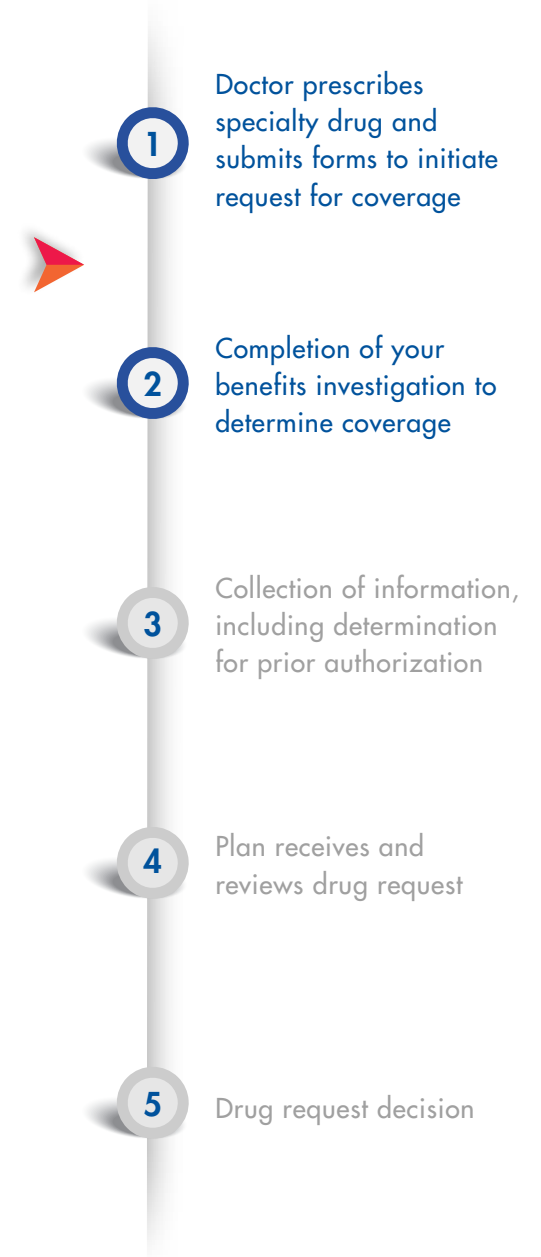 1
Doctor prescribes
specialty drug and
submits forms to initiate
request for coverage
2
Completion of your
benefits investigation to
determine coverage
3
Collection of information,
including determination
for prior authorization
4
Plan receives and
reviews drug request
5
Drug request decision